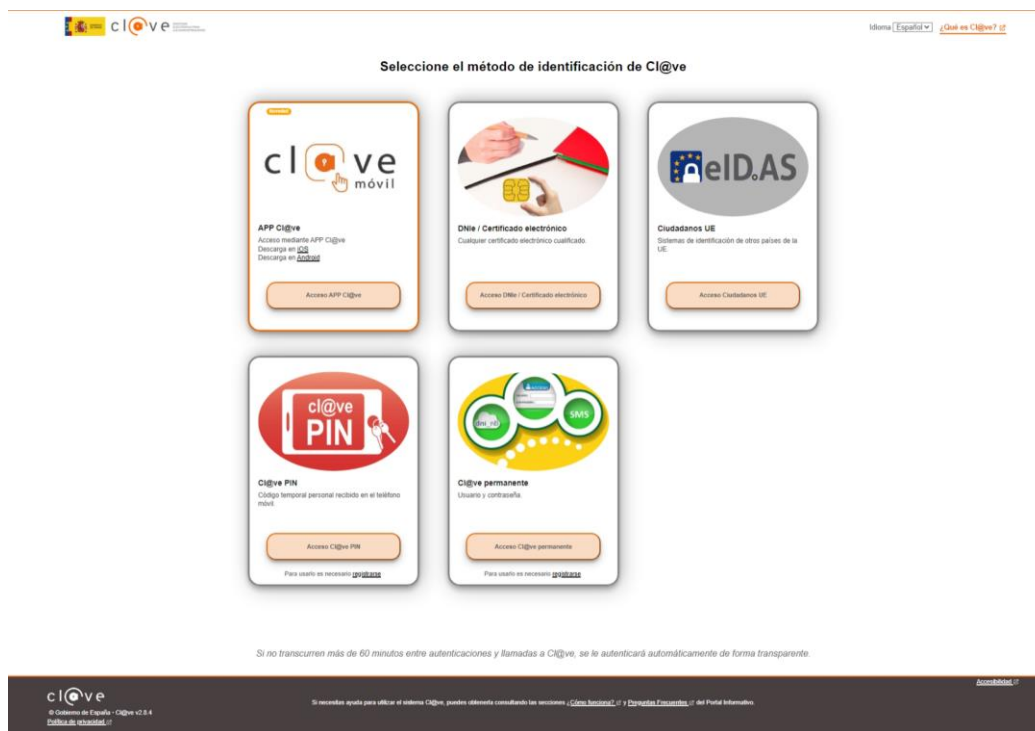 cl@ve
Idioma Español ¿Qué es Cl@ve?
Seleccione el método de identificación de Cl@ve
Novedad
cl@ve
móvil
APP Cl@ve
Acceso mediante APP Cl@ve
Descarga en iOS
Descarga en Android
Acceso APP Cl@ve
DNIe / Certificado electrónico
Cualquier certificado electrónico cualificado.
Acceso DNIe / Certificado electrónico
eID.AS
Ciudadanos UE
Sistemas de identificación de otros países de la
UE.
Acceso Ciudadanos UE
cl@ve
PIN
Cl@ve PIN
Código temporal personal recibido en el teléfono
móvil.
Acceso Cl@ve PIN
Para usarlo es necesario registrarse
SMS
Cl@ve permanente
Usuario y contraseña.
Acceso Cl@ve permanente
Para usarlo es necesario registrarse
Si no transcurren más de 60 minutos entre autenticaciones y llamadas a Cl@ve, se le autenticará automáticamente de forma transparente.
Accesibilidad
cl@ve
© Gobierno de España - Cl@ve v2.8.4
Política de privacidad
Si necesitas ayuda para utilizar el sistema Cl@ve, puedes obtenerla consultando las secciones ¿Cómo funciona? y Preguntas Frecuentes del Portal Informativo.